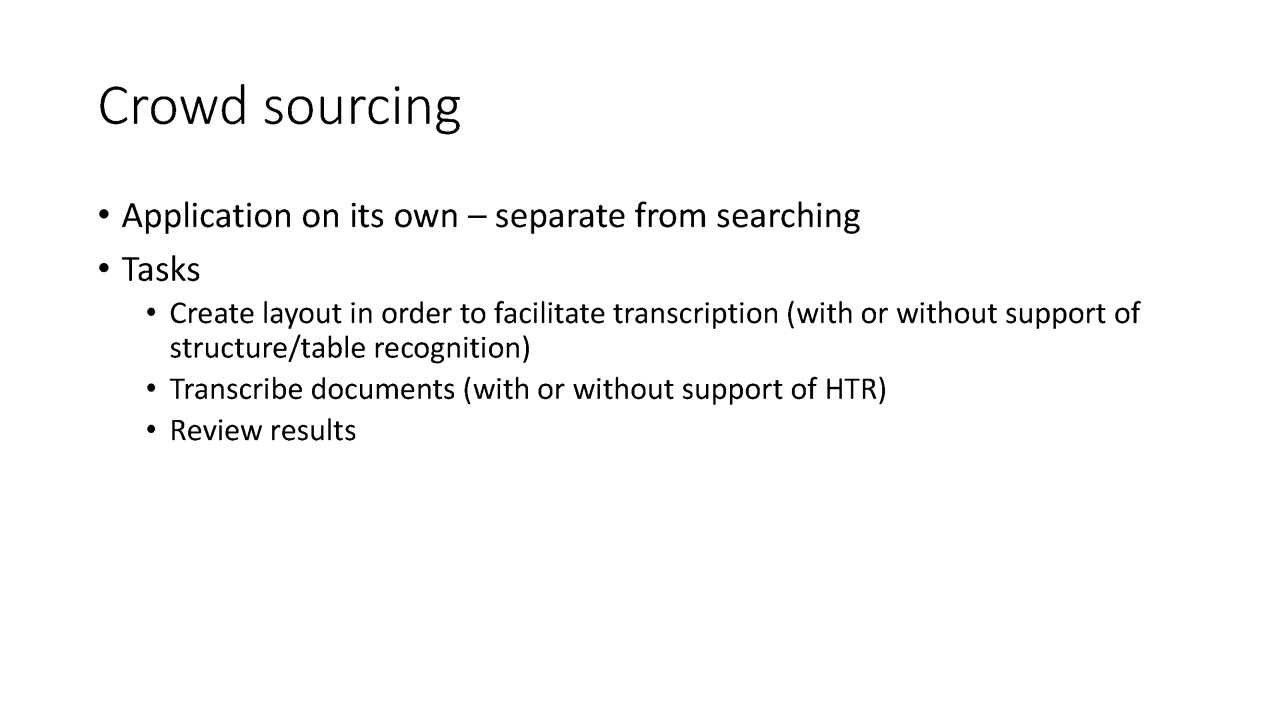 Crowd sourcing
• Application on its own – separate from searching
• Tasks
• Create layout in order to facilitate transcription (with or without support of
structure/table recognition)
• Transcribe documents (with or without support of HTR)
• Review results